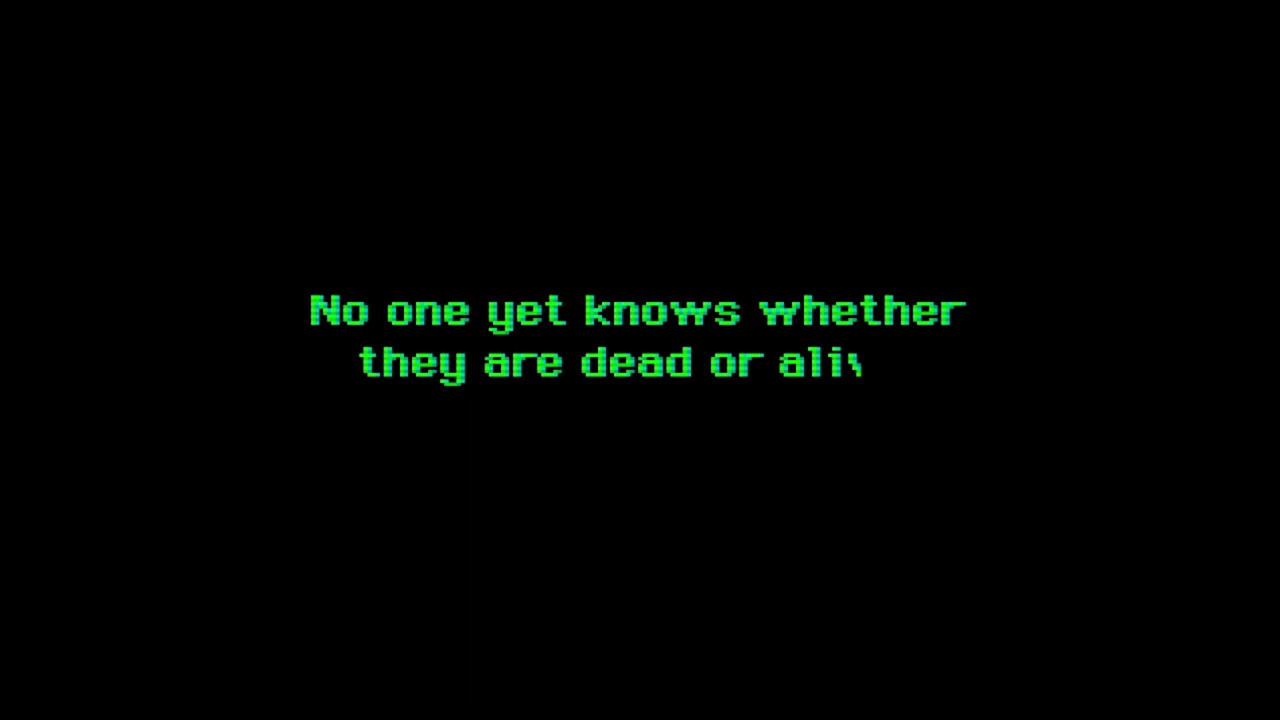 No one yet knows whether
they are dead or ali